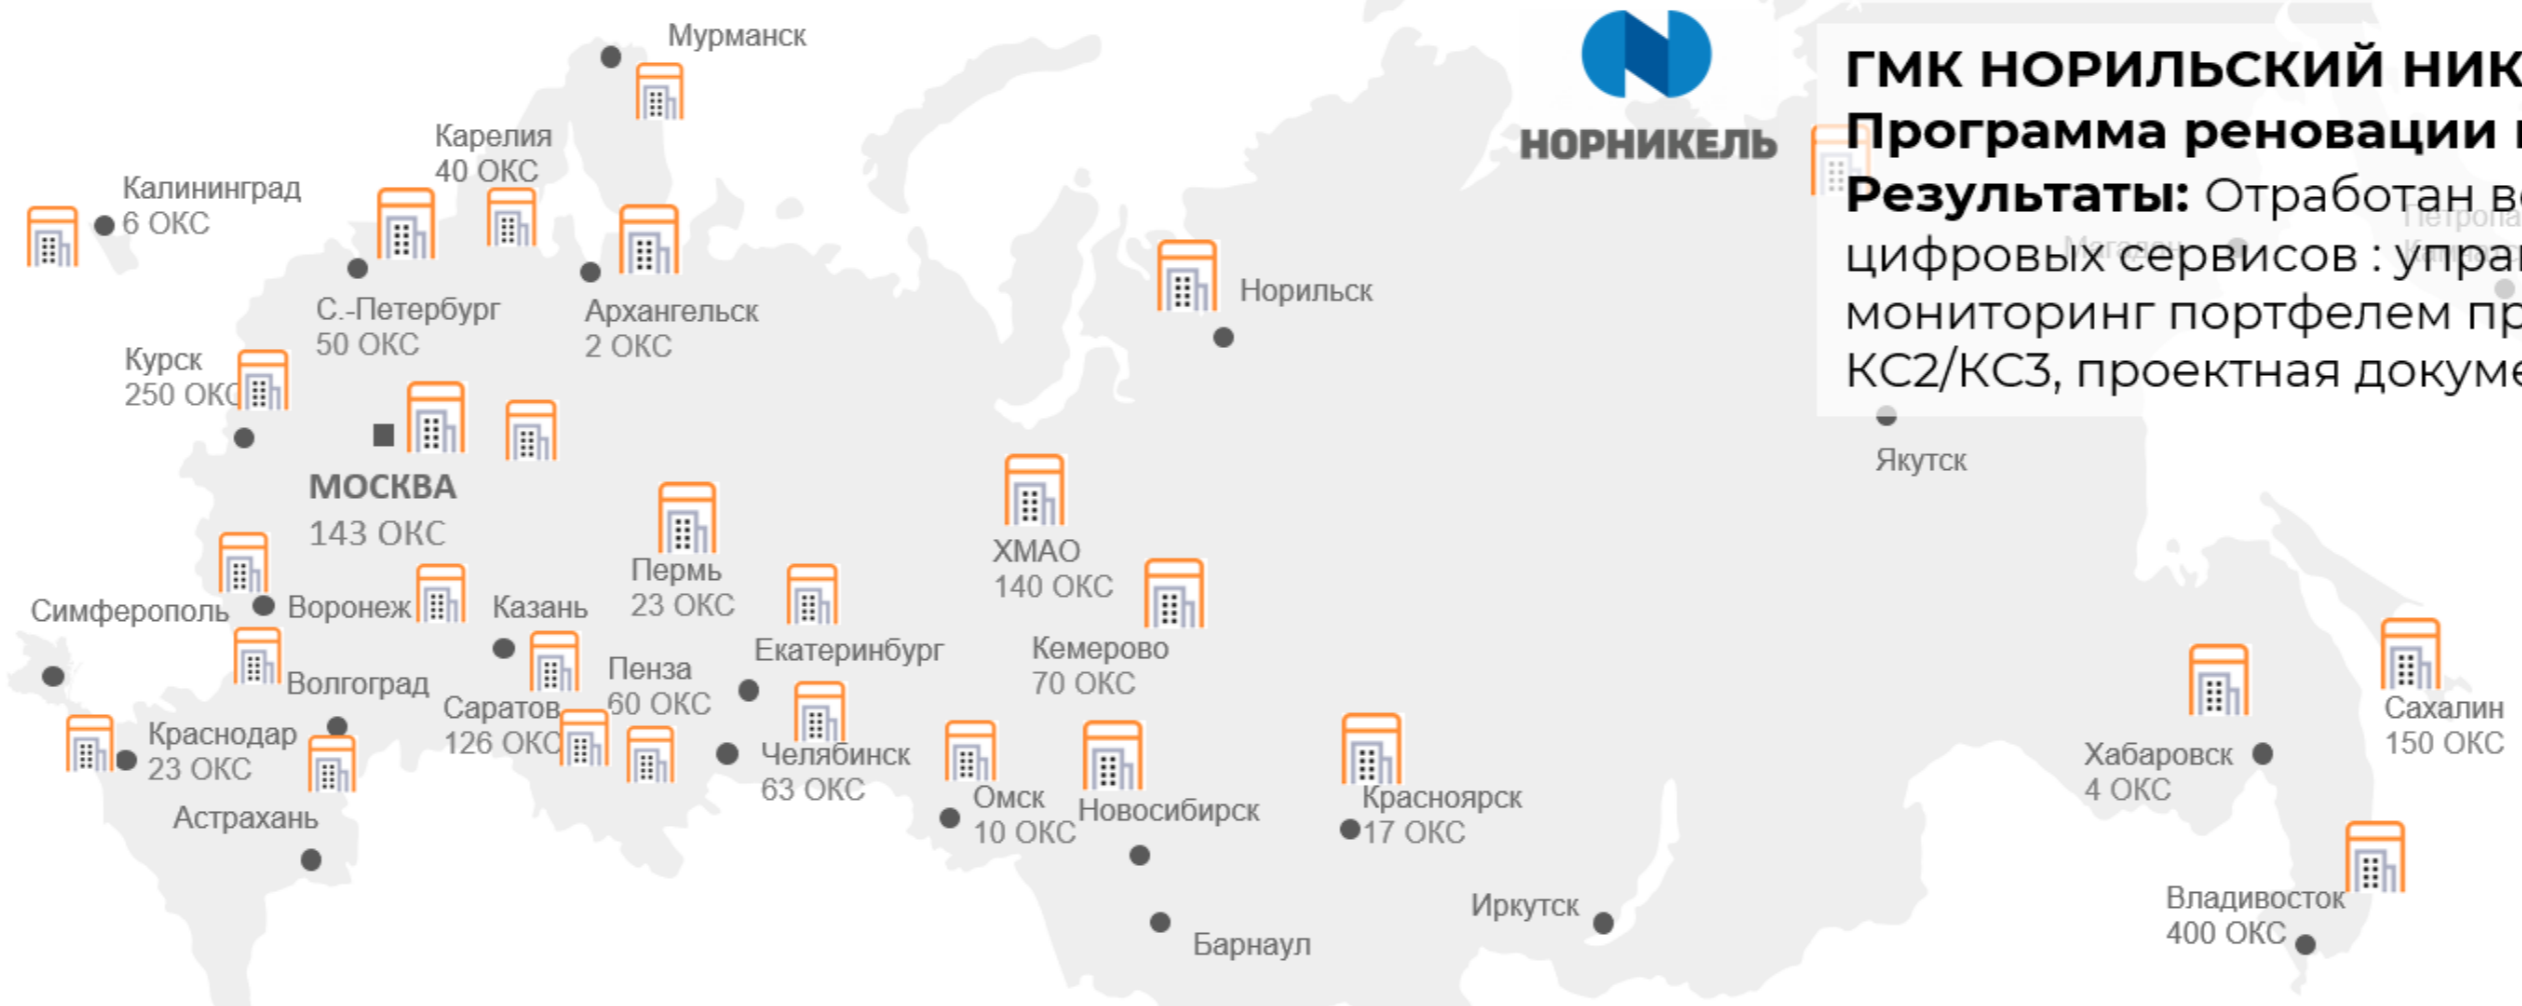 Мурманск
Карелия
40 ОКС
Калининград
6 ОКС
С.-Петербург
50 ОКС
Архангельск
2 ОКС
Курск
250 ОКС
МОСКВА
143 ОКС
Норильск
НОРНИКЕЛЬ
ГМК НОРИЛЬСКИЙ НИК
Программа реновации
Результаты: Отработан
цифровых сервисов : упра
мониторинг портфелем пр
КС2/КС3, проектная докуме
Магадан
Петропа
Якутск
Пермь
23 ОКС
ХМАО
140 ОКС
Симферополь
Воронеж
Казань
Екатеринбург
Кемерово
70 ОКС
Пенза
60 ОКС
Волгоград
Саратов
126 ОКС
Краснодар
23 ОКС
Челябинск
63 ОКС
Астрахань
Омск
10 ОКС
Новосибирск
Красноярск
17 ОКС
Барнаул
Иркутск
Хабаровск
4 ОКС
Сахалин
150 ОКС
Владивосток
400 ОКС